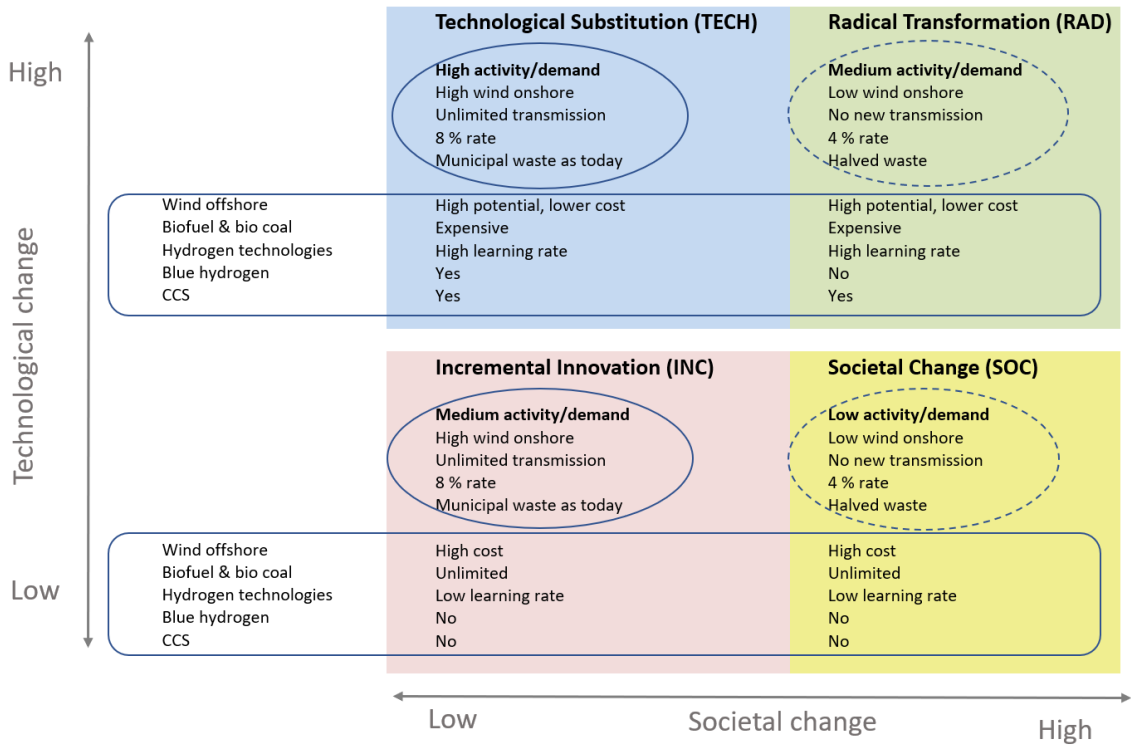 Technological Substitution (TECH)
Radical Transformation (RAD)
High
High activity/demand
High wind onshore
Unlimited transmission
8 % rate
Municipal waste as today
Medium activity/demand
Low wind onshore
No new transmission
4 % rate
Halved waste
Wind offshore High potential, lower cost High potential, lower cost
Biofuel & bio coal Expensive Expensive
Hydrogen technologies High learning rate High learning rate
Blue hydrogen Yes No
CCS Yes Yes
Technological change
Incremental Innovation (INC)
Societal Change (SOC)
Medium activity/demand
High wind onshore
Unlimited transmission
8 % rate
Municipal waste as today
Low activity/demand
Low wind onshore
No new transmission
4 % rate
Halved waste
Low
Wind offshore High cost High cost
Biofuel & bio coal Unlimited Unlimited
Hydrogen technologies Low learning rate Low learning rate
Blue hydrogen No No
CCS No No
Low Societal change High